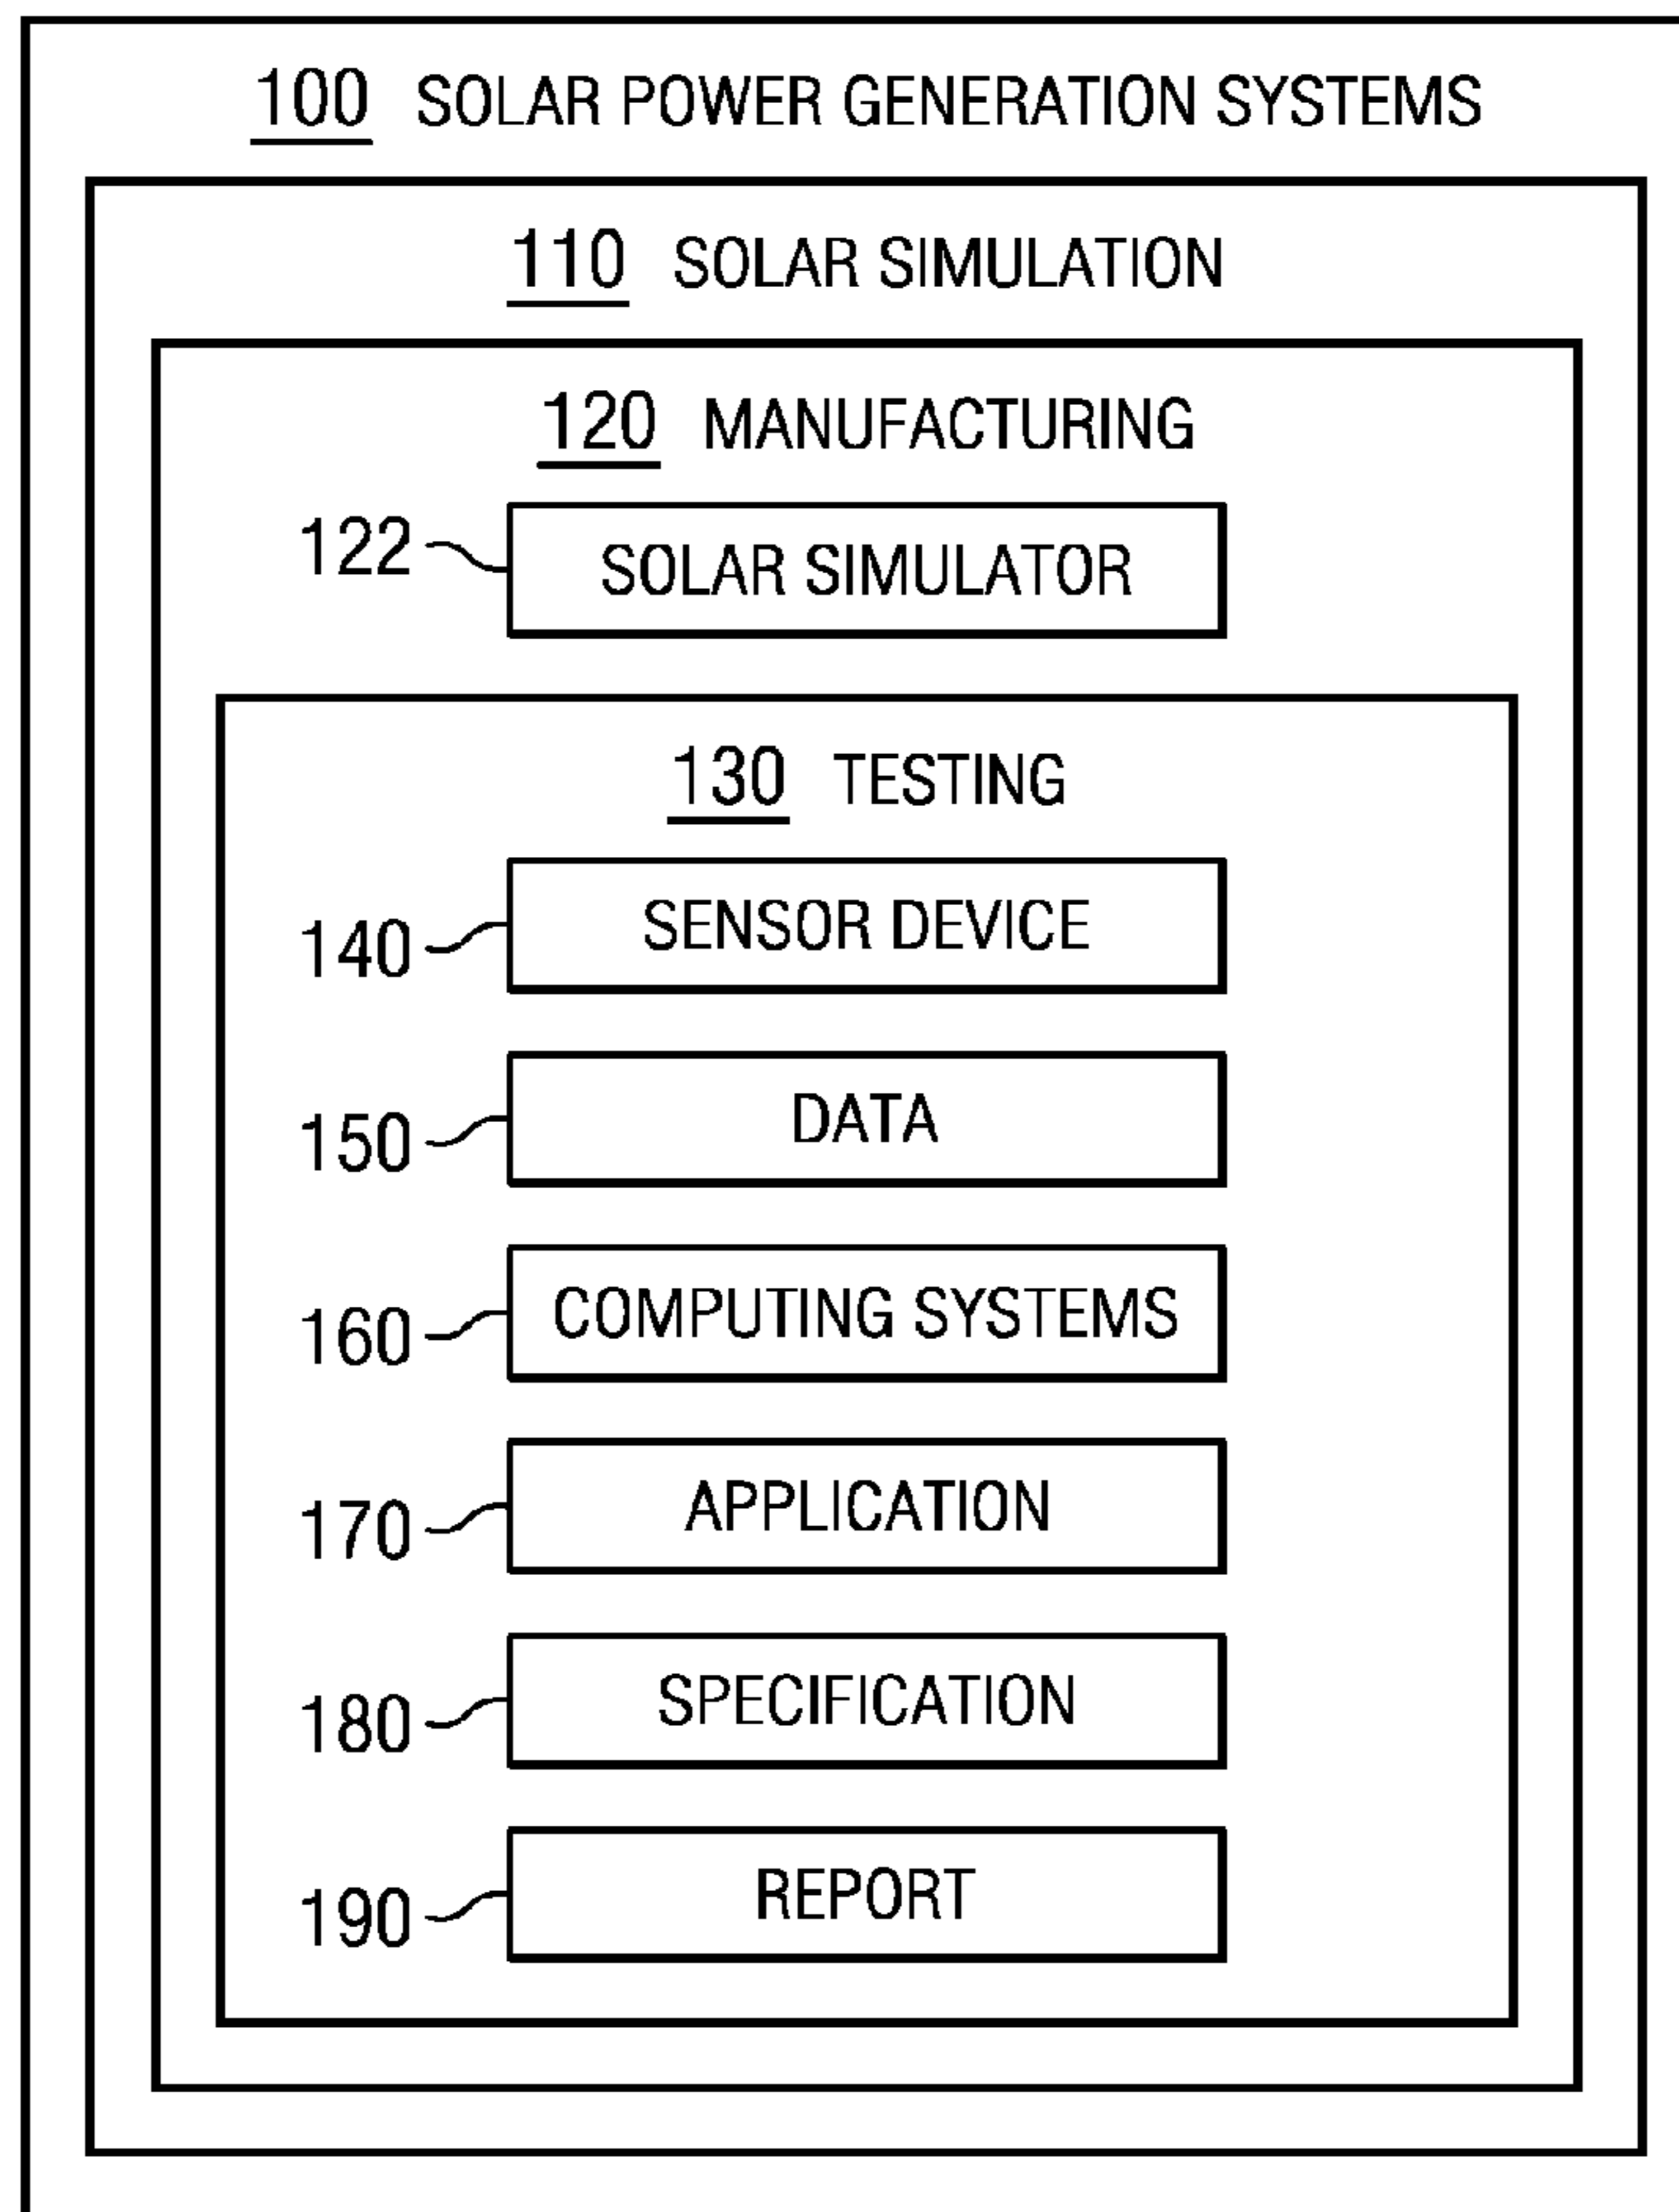 100 SOLAR POWER GENERATION SYSTEMS
110 SOLAR SIMULATION
120 MANUFACTURING
122 SOLAR SIMULATOR
130 TESTING
140 SENSOR DEVICE
150 DATA
160 COMPUTING SYSTEMS
170 APPLICATION
180 SPECIFICATION
190 REPORT